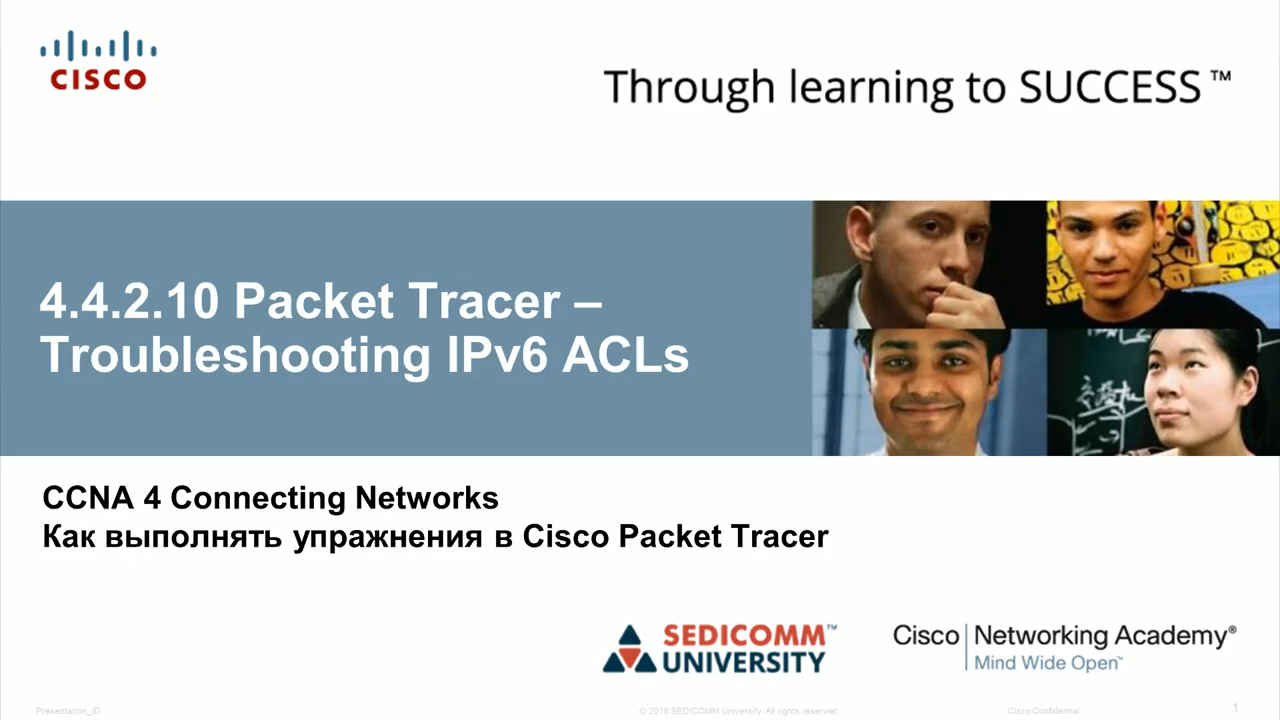 CISCO
Through learning to SUCCESS™
4.4.2.10 Packet Tracer –
Troubleshooting IPv6 ACLs
CCNA 4 Connecting Networks
Как выполнять упражнения в Cisco Packet Tracer
SEDICOMM™
UNIVERSITY
Cisco Networking Academy®
Mind Wide Open™
Presentation_ID
© 2018 SEDICOMM University. All rights reserved.
Cisco Confidential
1